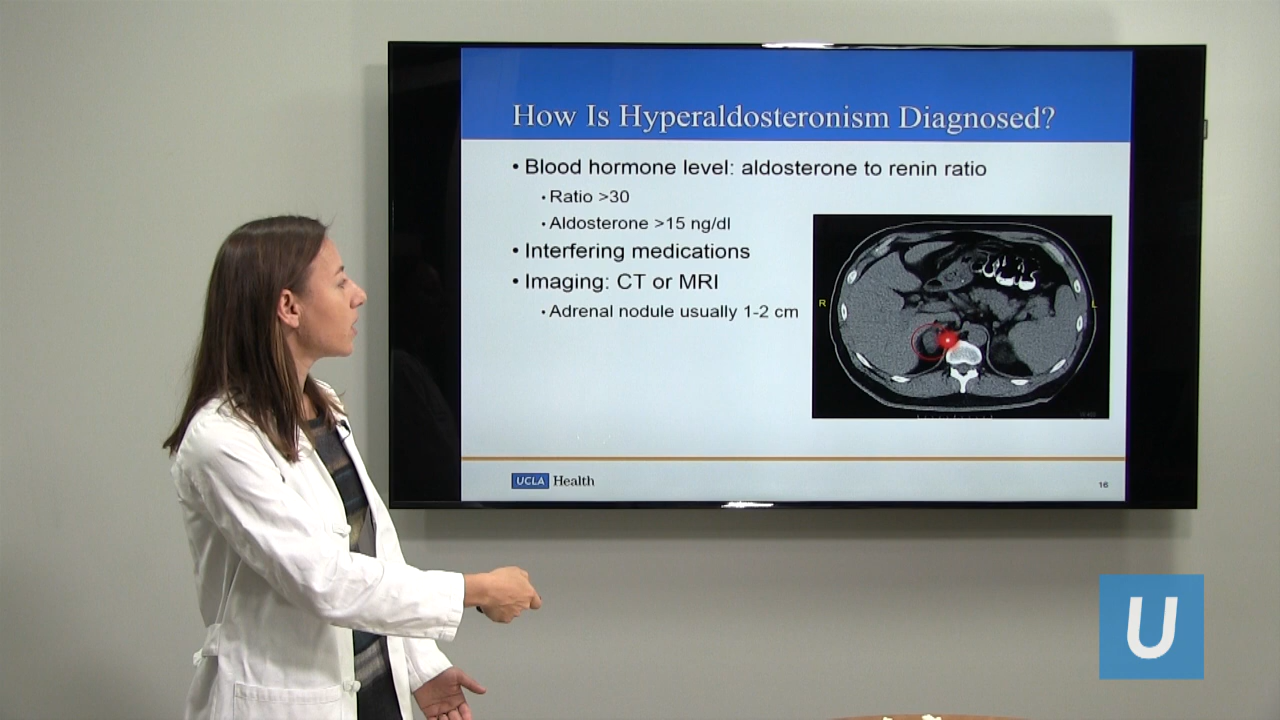 How Is Hyperaldosteronism Diagnosed?
• Blood hormone level: aldosterone to renin ratio
• Ratio >30
• Aldosterone >15 ng/dl
• Interfering medications
• Imaging: CT or MRI
• Adrenal nodule usually 1-2 cm
R
L
UCLA Health
16
U